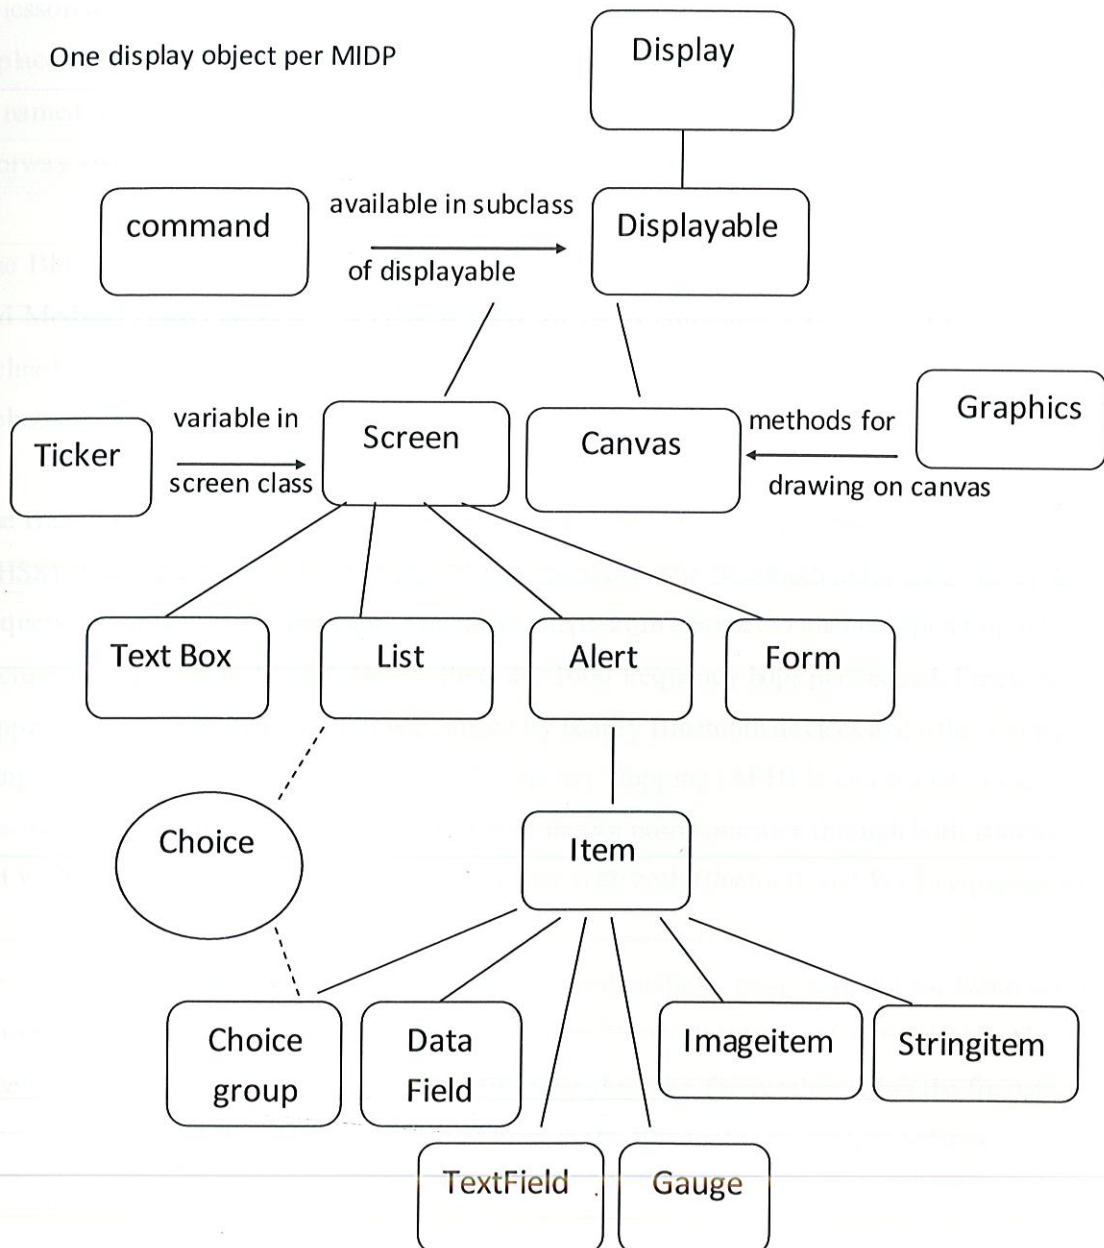 One display object per MIDP
Display
command
available in subclass
of displayable
Displayable
Ticker
variable in
screen class
Screen
Canvas
methods for
drawing on canvas
Graphics
Text Box
List
Alert
Form
Choice
Item
Choice
group
Data
Field
Imageitem
Stringitem
TextField
Gauge